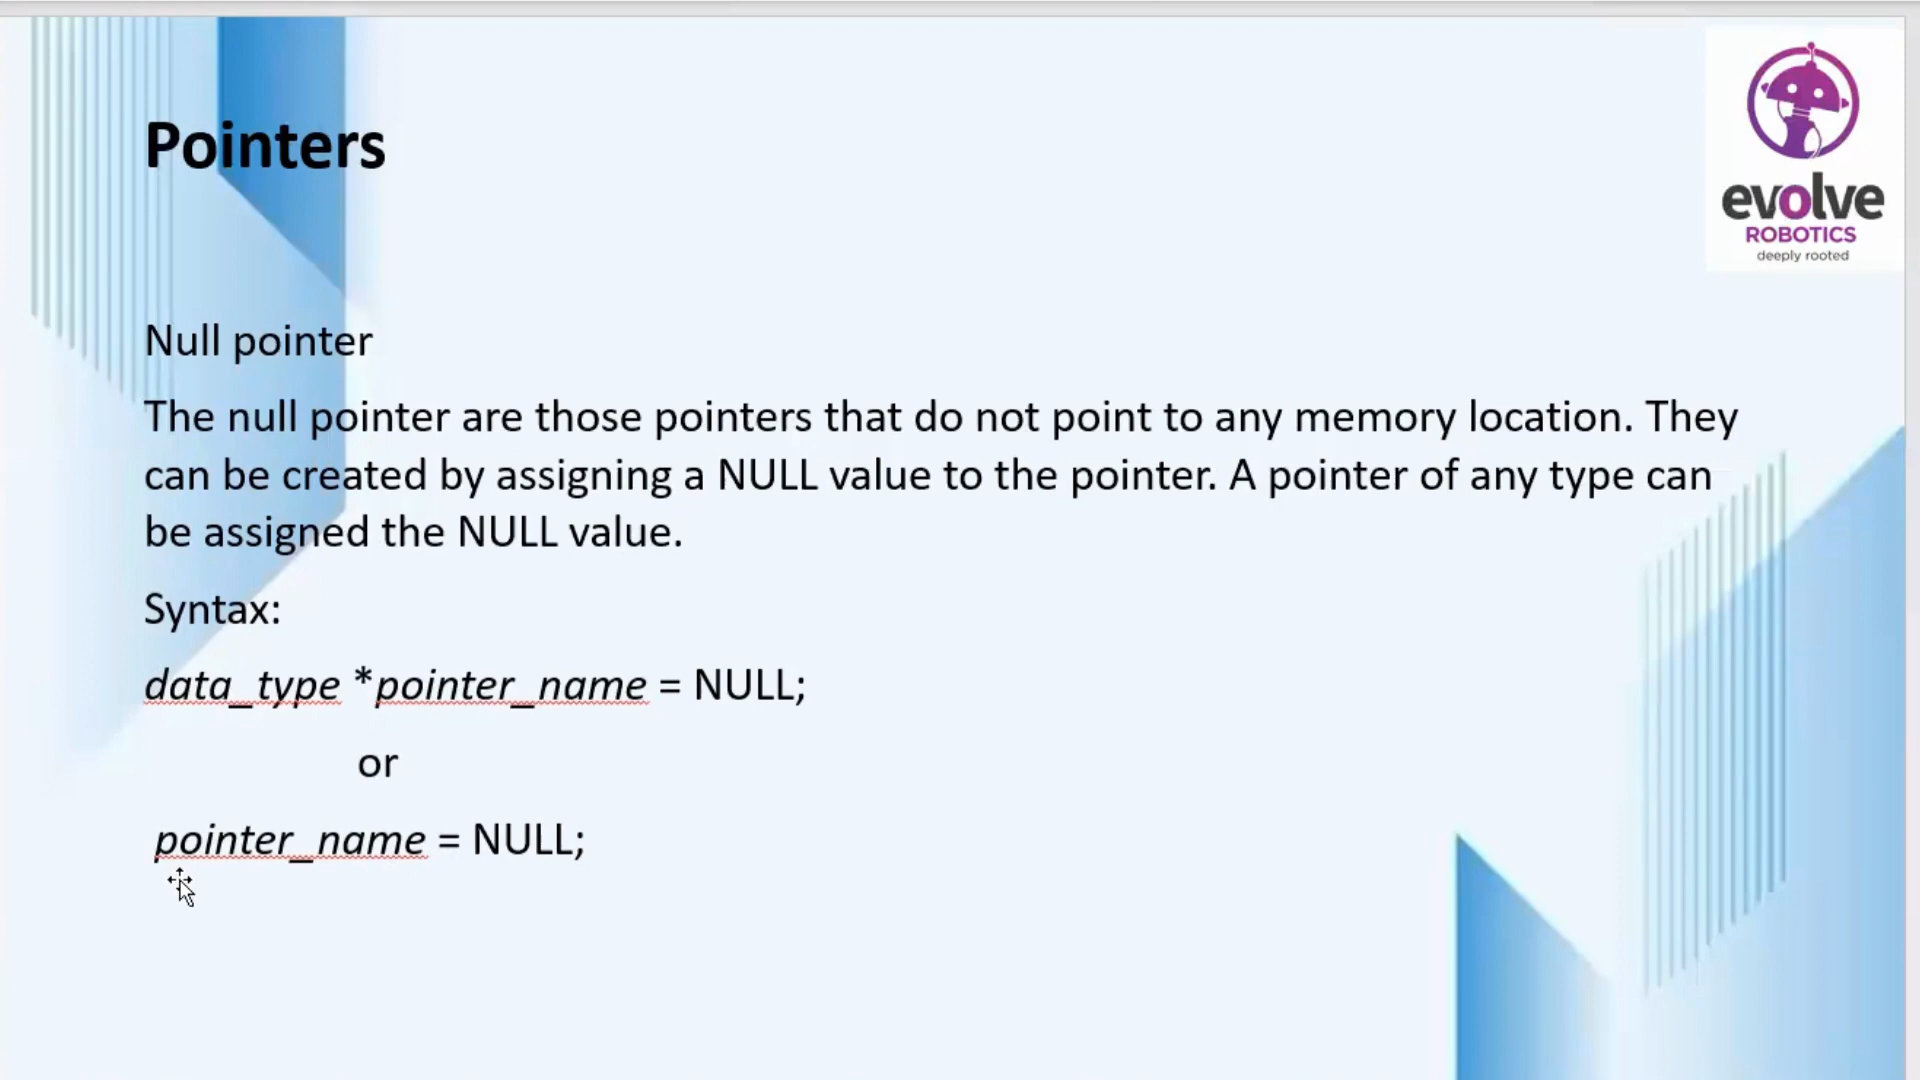 Pointers
evolve
ROBOTICS
deeply rooted
Null pointer
The null pointer are those pointers that do not point to any memory location. They
can be created by assigning a NULL value to the pointer. A pointer of any type can
be assigned the NULL value.
Syntax:
data_type *pointer_name = NULL;
or
pointer_name = NULL;